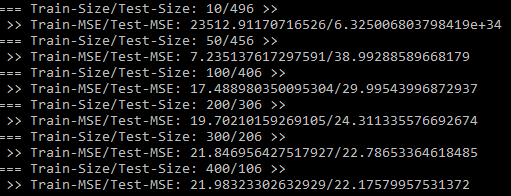 === Train-Size/Test-Size: 10/496 >>
>> Train-MSE/Test-MSE: 23512.91170716526/6.325006803798419e+34
=== Train-Size/Test-Size: 50/456 >>
>> Train-MSE/Test-MSE: 7.235137617297591/38.99288589668179
=== Train-Size/Test-Size: 100/406 >>
>> Train-MSE/Test-MSE: 17.488980350095304/29.99543996872937
=== Train-Size/Test-Size: 200/306 >>
>> Train-MSE/Test-MSE: 19.70210159269105/24.311335576692674
=== Train-Size/Test-Size: 300/206 >>
>> Train-MSE/Test-MSE: 21.846956427517927/22.78653364618485
=== Train-Size/Test-Size: 400/106 >>
>> Train-MSE/Test-MSE: 21.98323302632929/22.17579957531372